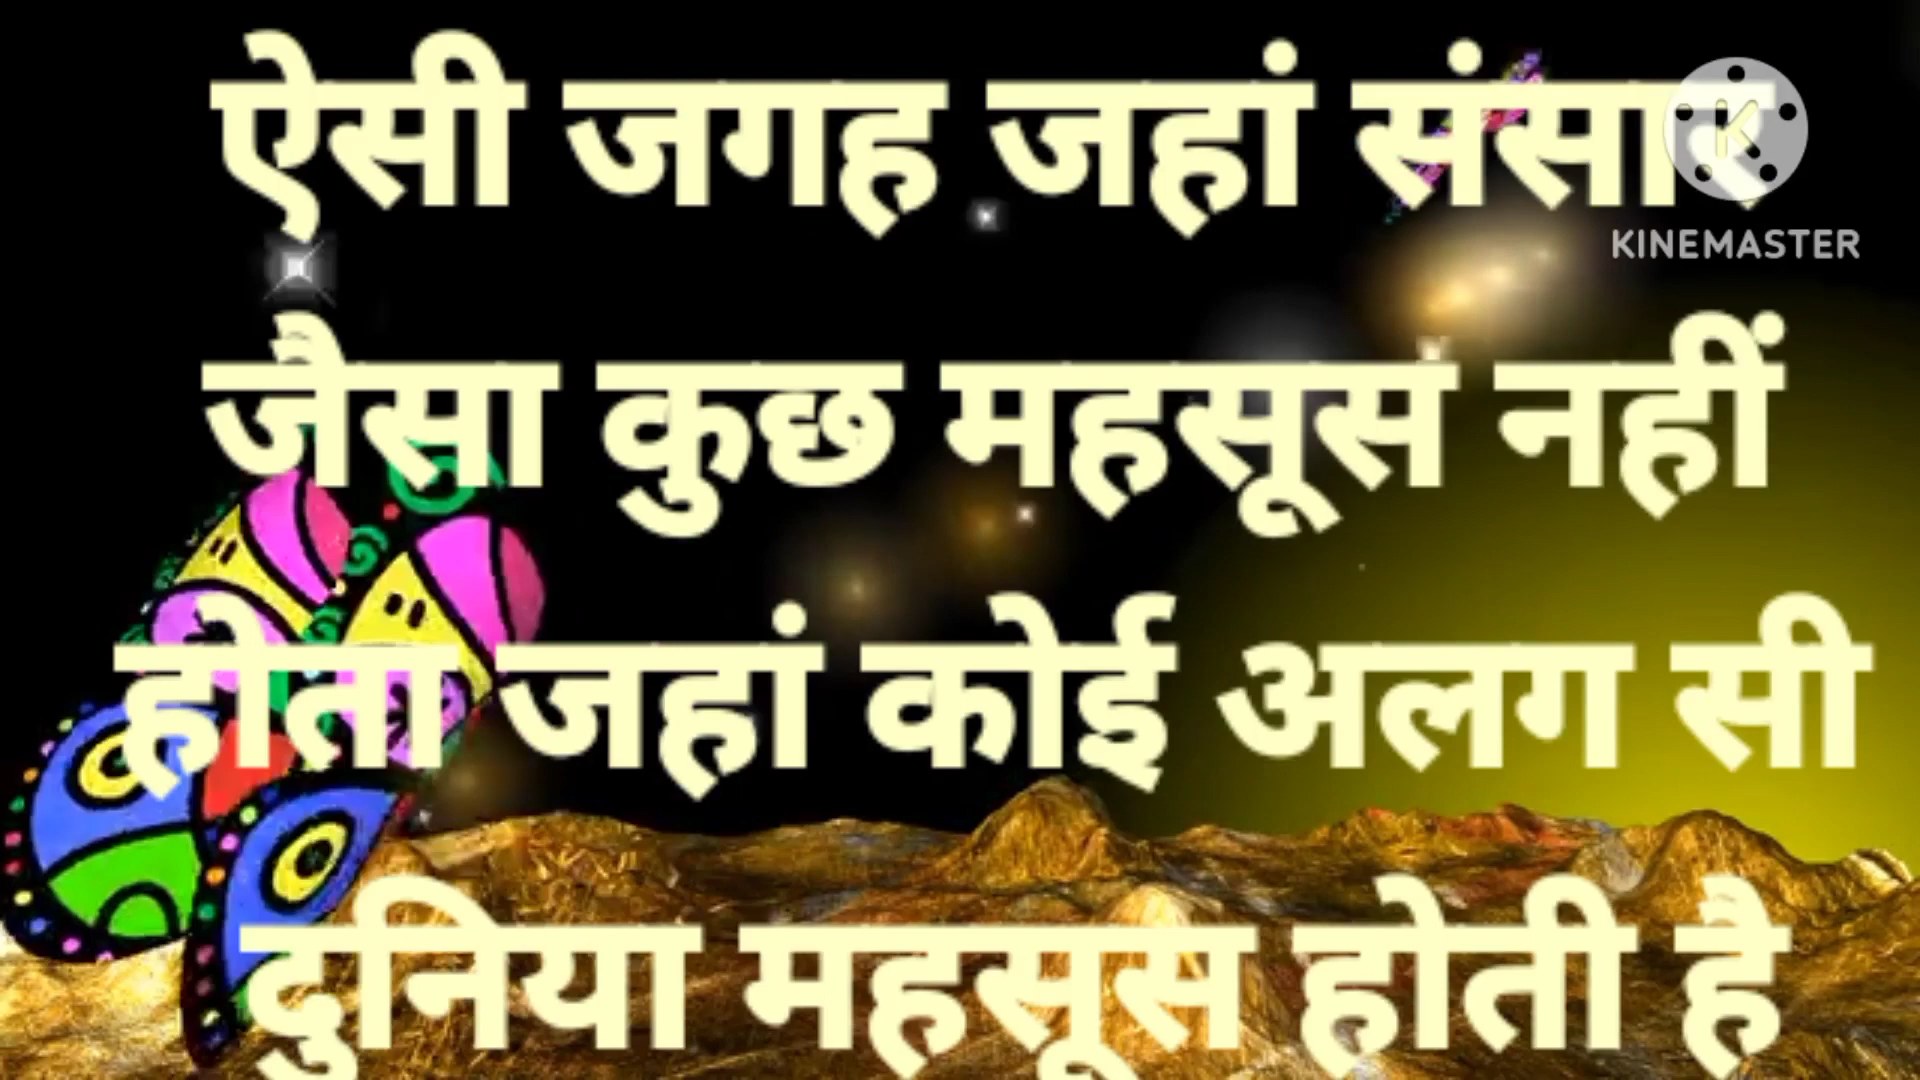 ऐसी जगह जहां संसार
KINEMASTER
जैसा कुछ महसूस नहीं
होता जहां कोई अलग सी
दुनिया महसूस होती है